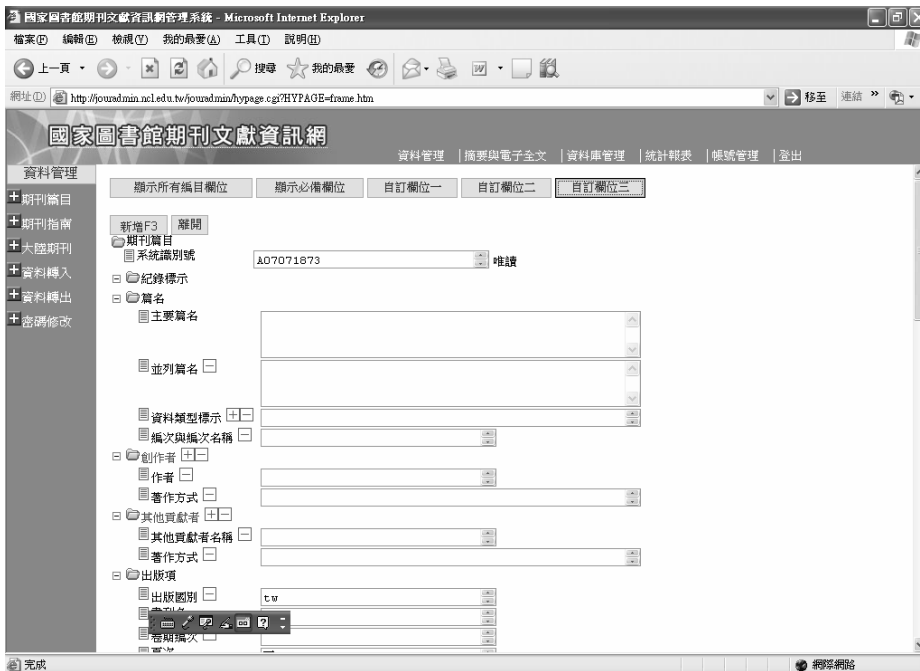 國家圖書館期刊文獻資訊網管理系統 - Microsoft Internet Explorer
檔案(F) 編輯(E) 檢視(V) 我的最愛(A) 工具(T) 說明(H)
上一頁 搜尋 我的最愛
網址(D) http://jouradmin.ncl.edu.tw/jouradmin/hypage.cgi?HYPAGE=frame.htm 移至 連結 »
國家圖書館期刊文獻資訊網
資料管理 |摘要與電子全文 |資料庫管理 |統計報表 |帳號管理 |登出
資料管理
期刊篇目
期刊指南
大陸期刊
資料轉入
資料轉出
密碼修改
顯示所有編目欄位 顯示必備欄位 自訂欄位一 自訂欄位二 自訂欄位三
新增F3 離開
期刊篇目
系統識別號 A07071873 唯讀
紀錄標示
篇名
主要篇名
並列篇名
資料類型標示
編次與編次名稱
創作者
作者
著作方式
其他貢獻者
其他貢獻者名稱
著作方式
出版項
出版國別 tw
卷期編次
完成 網際網路